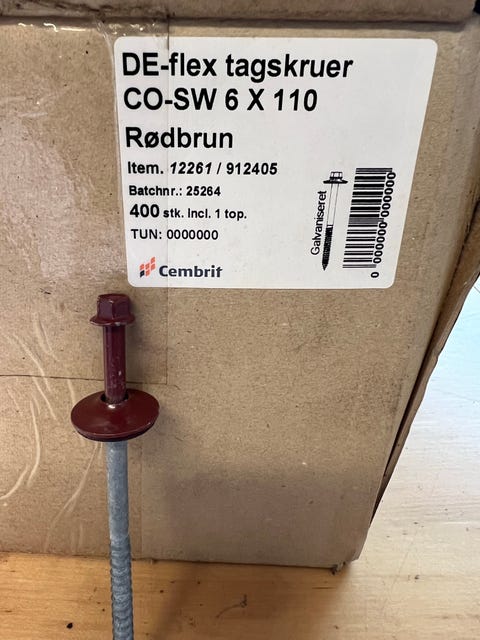 DE-flex tagskruer
CO-SW 6 X 110
Rødbrun
Item. 12261 / 912405
Batchnr.: 25264
400 stk. Incl. 1 top.
TUN: 0000000
Cembrit
Galvaniseret
0 000000 000000